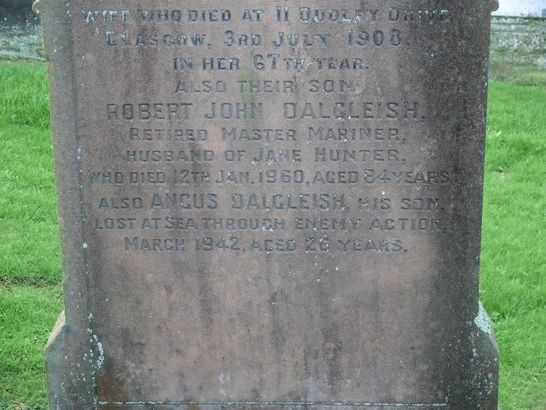 WIFE WHO DIED AT 11 DUDLEY DRIVE,
GLASGOW, 3RD JULY 1908,
IN HER 67TH YEAR.
ALSO THEIR SON
ROBERT JOHN DALGLEISH,
RETIRED MASTER MARINER,
HUSBAND OF JANE HUNTER,
WHO DIED 12TH JAN. 1960, AGED 84 YEARS
ALSO ANGUS DALGLEISH, HIS SON,
LOST AT SEA THROUGH ENEMY ACTION,
MARCH 1942, AGED 26 YEARS.